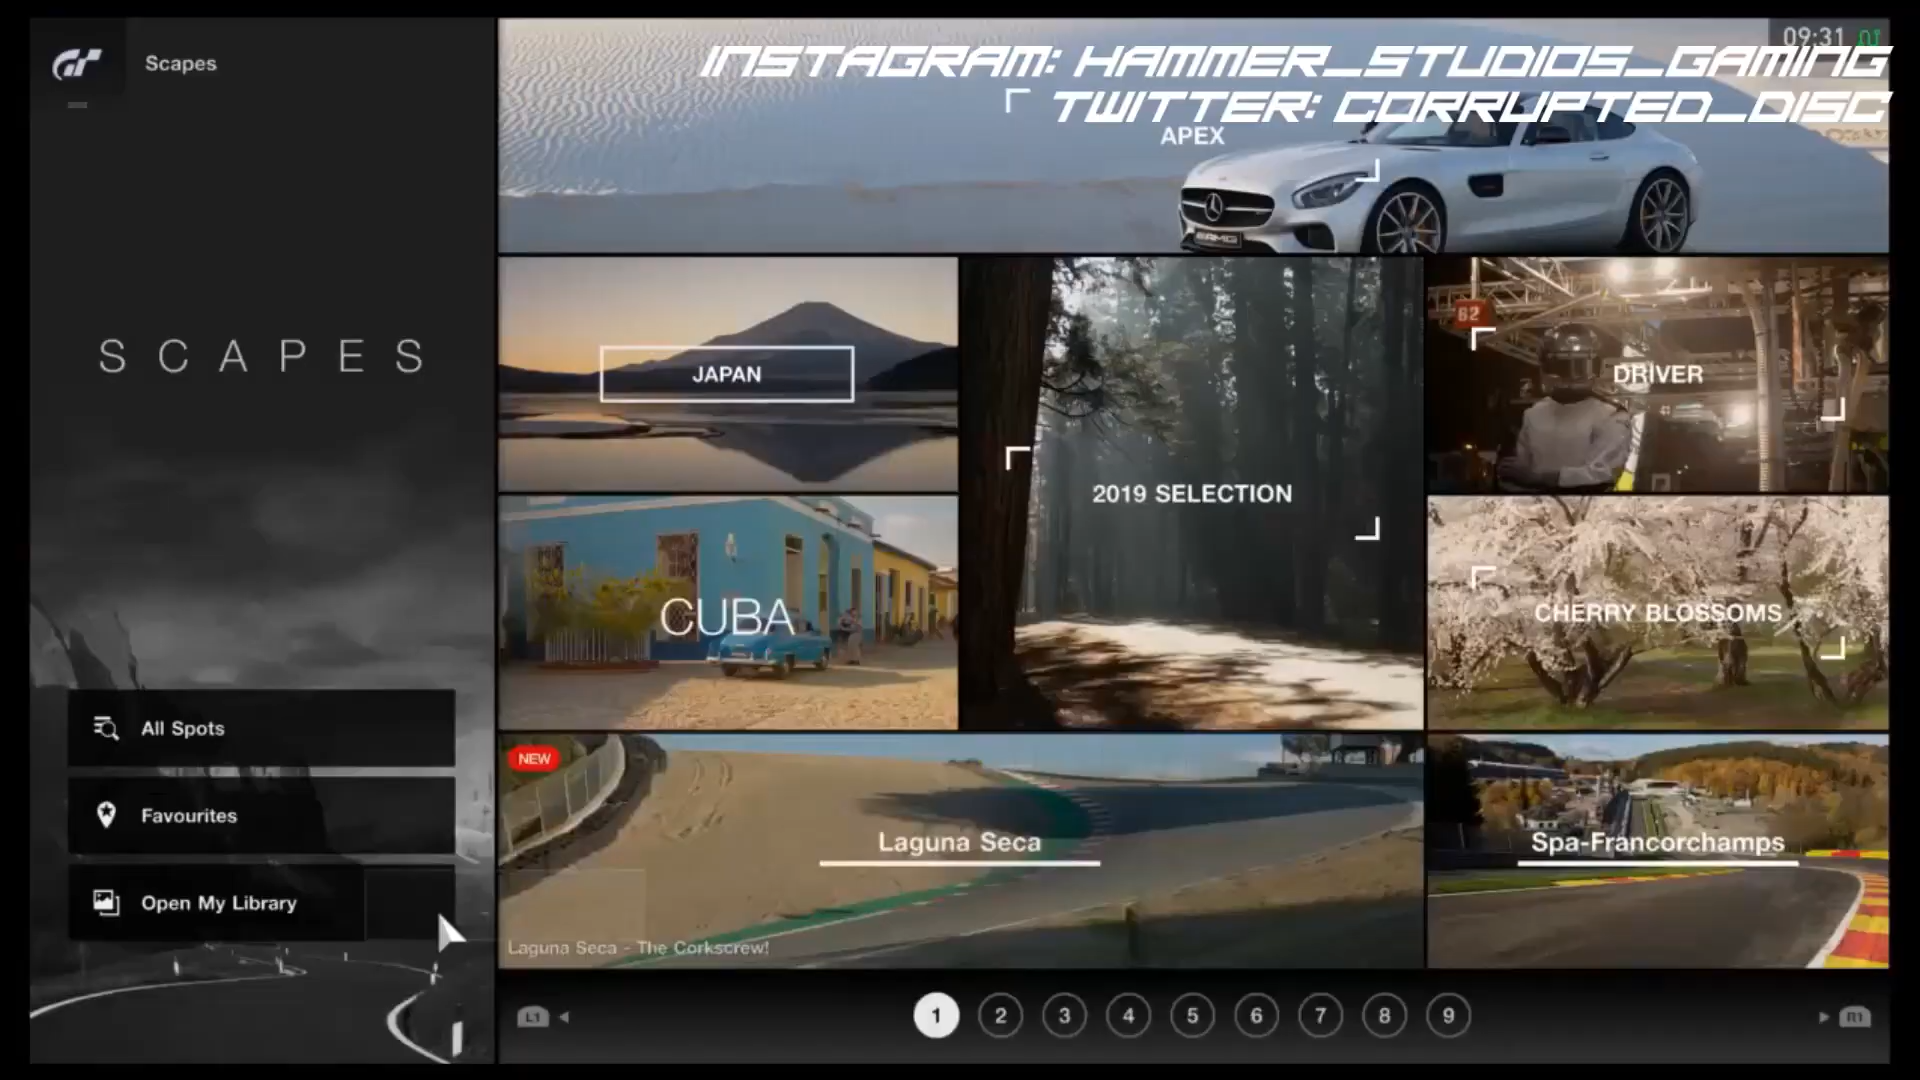 Scapes
09:31
INSTAGRAM: HAMMER_STUDIOS_GAMING
TWITTER: CORRUPTED_DISC
APEX
AMG
SCAPES
JAPAN
2019 SELECTION
62
DRIVER
CUBA
CHERRY BLOSSOMS
All Spots
Favourites
Open My Library
NEW
Laguna Seca
Laguna Seca - The Corkscrew!
Spa-Francorchamps
L1
1 2 3 4 5 6 7 8 9
R1